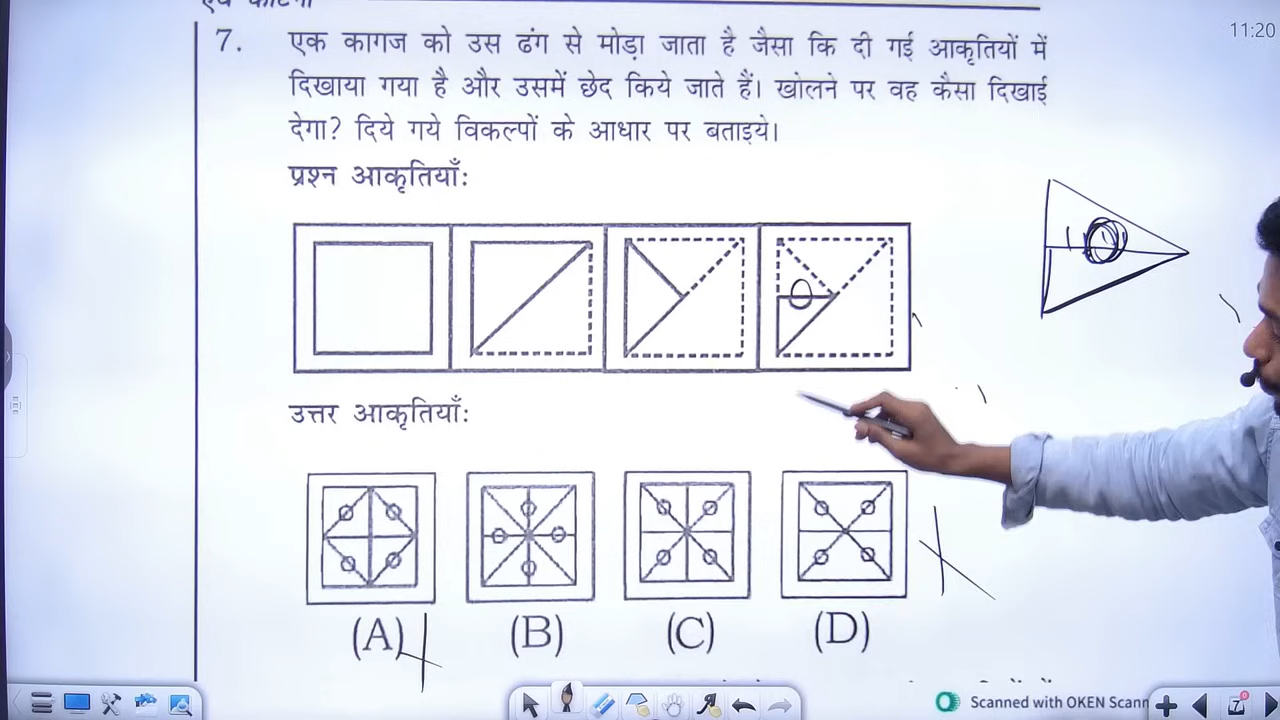 11:20
7. एक कागज को उस ढंग से मोड़ा जाता है जैसा कि दी गई आकृतियों में
दिखाया गया है और उसमें छेद किये जाते हैं। खोलने पर वह कैसा दिखाई
देगा? दिये गये विकल्पों के आधार पर बताइये।
प्रश्न आकृतियाँ:
उत्तर आकृतियाँ:
(A) (B) (C) (D)
Scanned with OKEN Scann